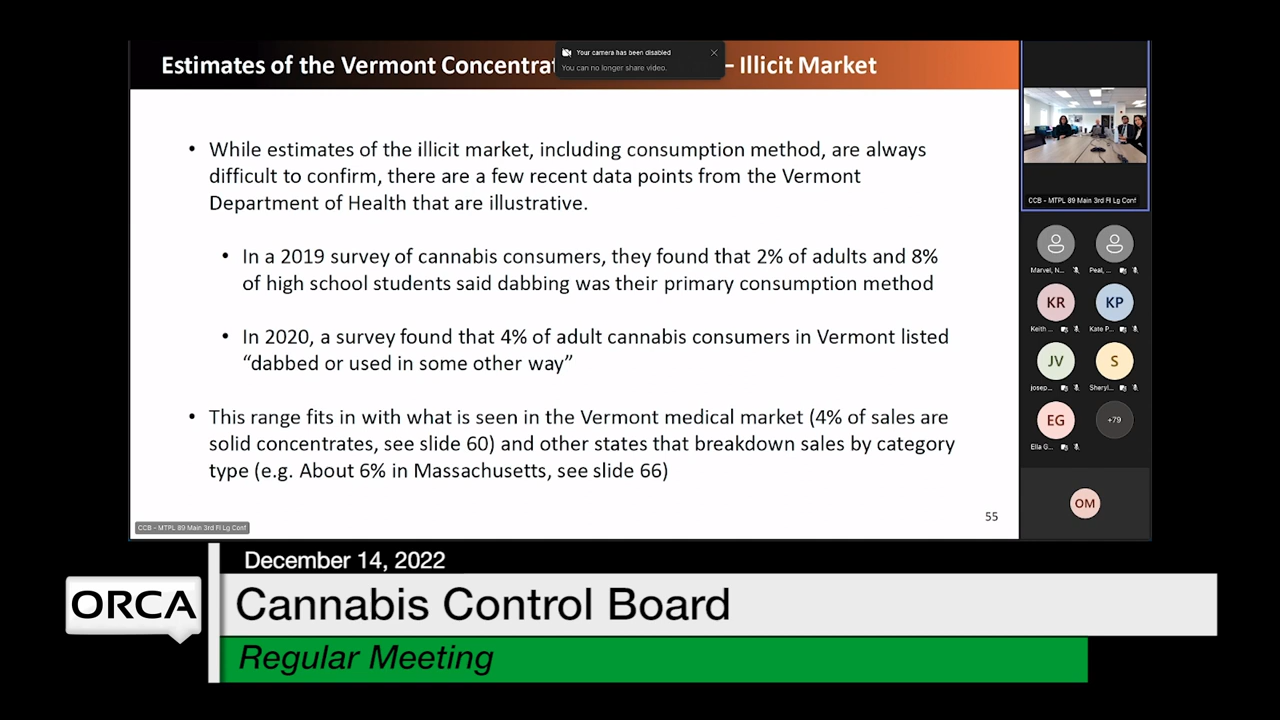 Estimates of the Vermont Concentra
– Illicit Market
Your camera has been disabled
You can no longer share video.
• While estimates of the illicit market, including consumption method, are always
difficult to confirm, there are a few recent data points from the Vermont
Department of Health that are illustrative.
• In a 2019 survey of cannabis consumers, they found that 2% of adults and 8%
of high school students said dabbing was their primary consumption method
• In 2020, a survey found that 4% of adult cannabis consumers in Vermont listed
“dabbed or used in some other way”
• This range fits in with what is seen in the Vermont medical market (4% of sales are
solid concentrates, see slide 60) and other states that breakdown sales by category
type (e.g. About 6% in Massachusetts, see slide 66)
55
CCB - MTPL 89 Main 3rd Fl Lg Conf
CCB - MTPL 89 Main 3rd Fl Lg Conf
Marvel, N...
Peal, ...
KR
KP
Keith ...
Kate P...
JV
S
josep...
Sheryl...
EG
+79
Ella G...
OM
December 14, 2022
ORCA
Cannabis Control Board
Regular Meeting